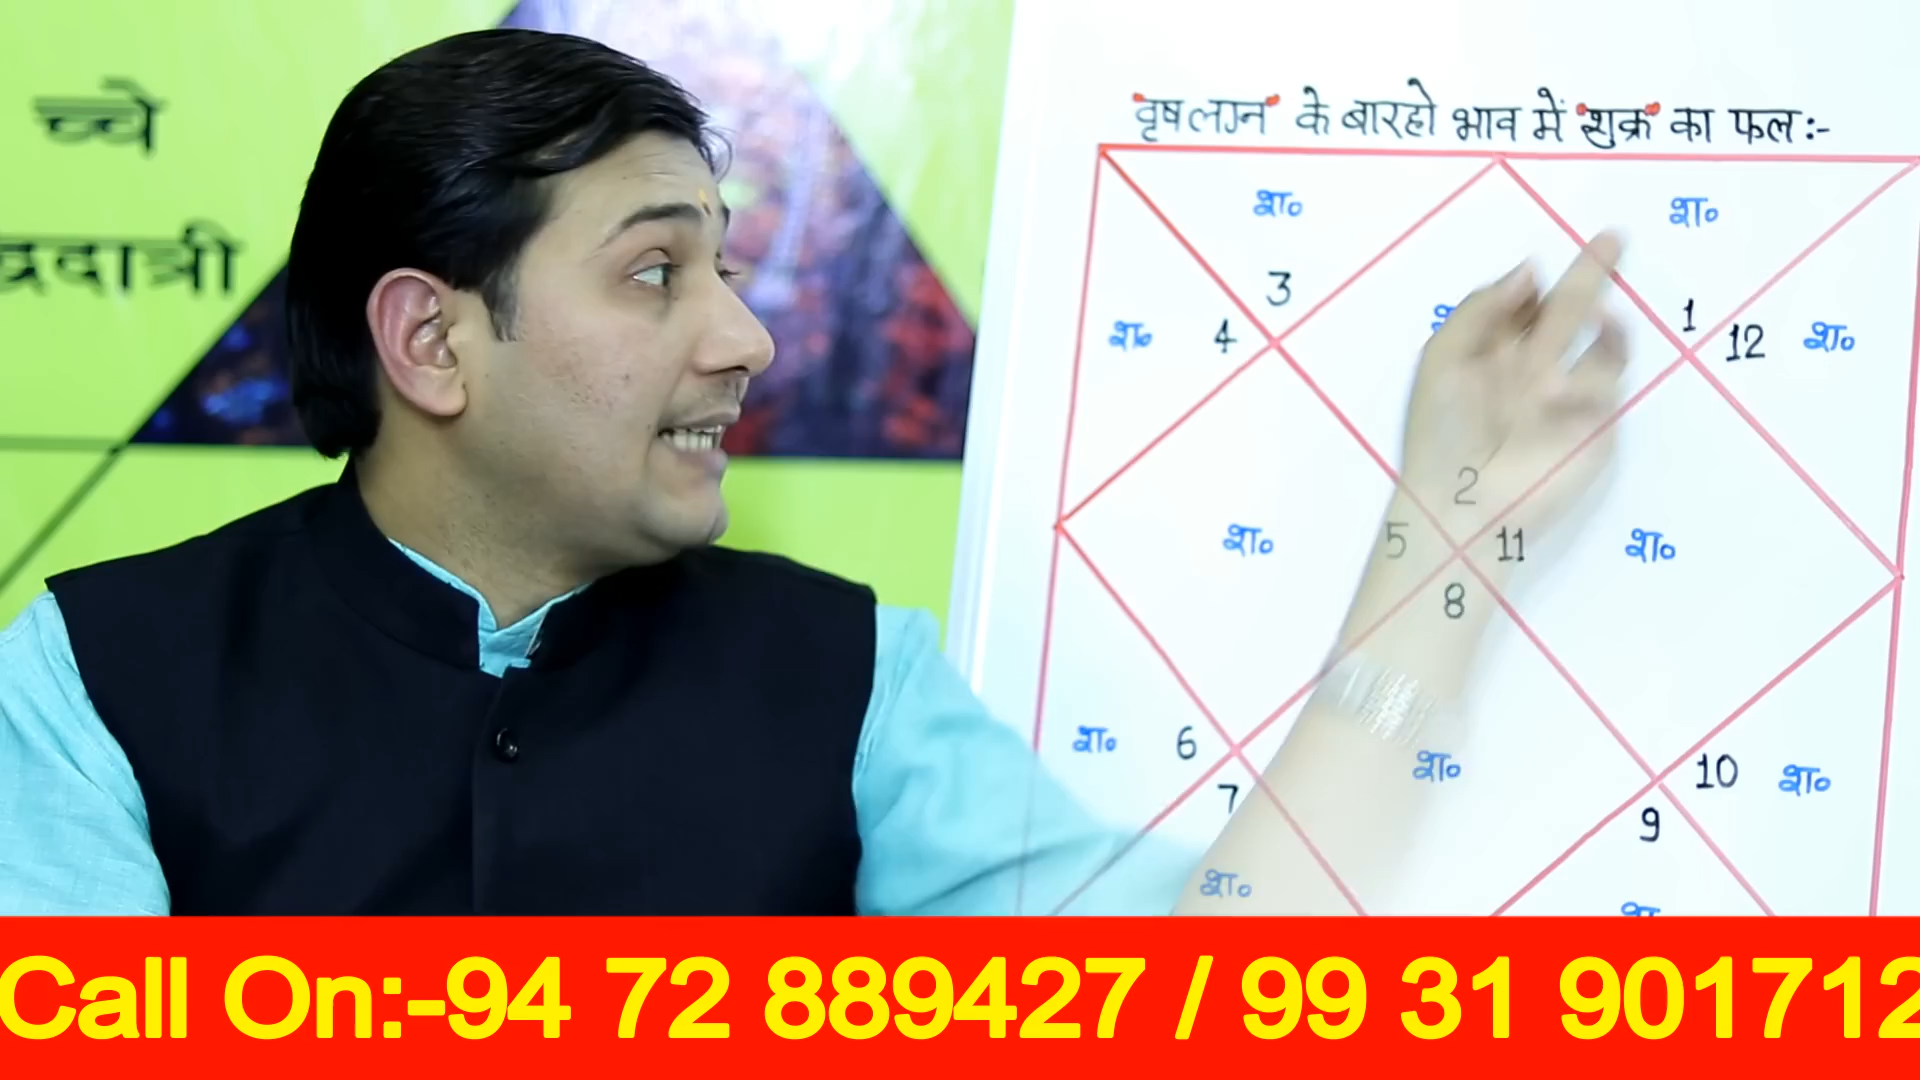 च्चे
द्रदात्री
वृषलग्न के बारहो भाव में शुक्र का फल:-
शु० शु०
3
शु० 4 1 12 शु०
2
शु० 5 11 शु०
8
शु० 6 शु० 10 शु०
7 9
शु०
Call On:-94 72 889427 / 99 31 901712